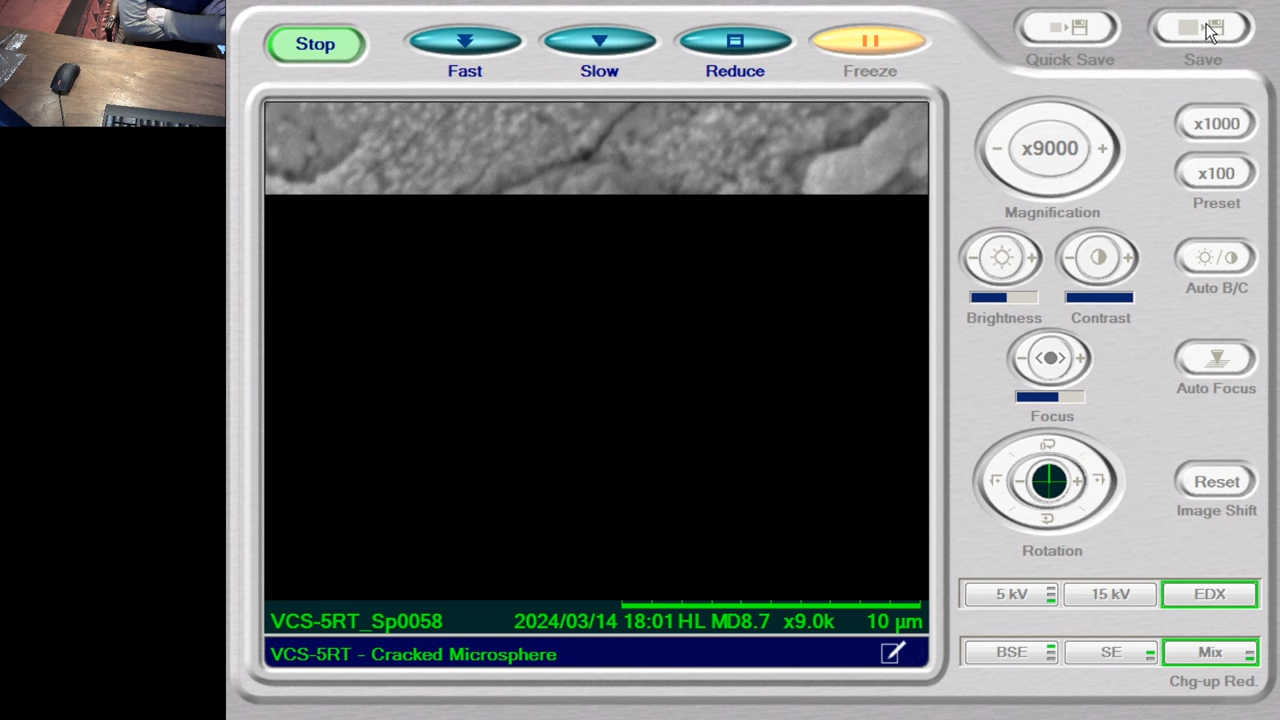 Stop
Fast
Slow
Reduce
Freeze
Quick Save
Save
x9000
Magnification
x1000
x100
Preset
Brightness
Contrast
Auto B/C
Focus
Auto Focus
Rotation
Reset
Image Shift
5 kV
15 kV
EDX
BSE
SE
Mix
Chg-up Red.
VCS-5RT_Sp0058 2024/03/14 18:01 HL MD8.7 x9.0k 10 µm
VCS-5RT - Cracked Microsphere